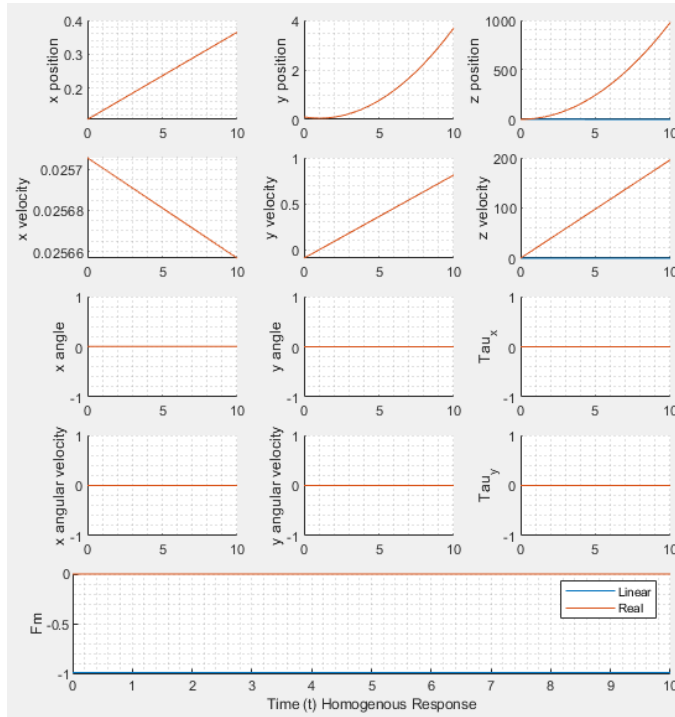 x position
0.4
0.3
0.2
0 5 10
y position
4
2
0
0 5 10
z position
1000
500
0
0 5 10
x velocity
0.0257
0.02568
0.02566
0 5 10
y velocity
1
0.5
0
0 5 10
z velocity
200
100
0
0 5 10
x angle
1
0
-1
0 5 10
y angle
1
0
-1
0 5 10
Tau_x
1
0
-1
0 5 10
x angular velocity
1
0
-1
0 5 10
y angular velocity
1
0
-1
0 5 10
Tau_y
1
0
-1
0 5 10
Fm
0
-0.5
-1
Linear
Real
0 1 2 3 4 5 6 7 8 9 10
Time (t) Homogenous Response